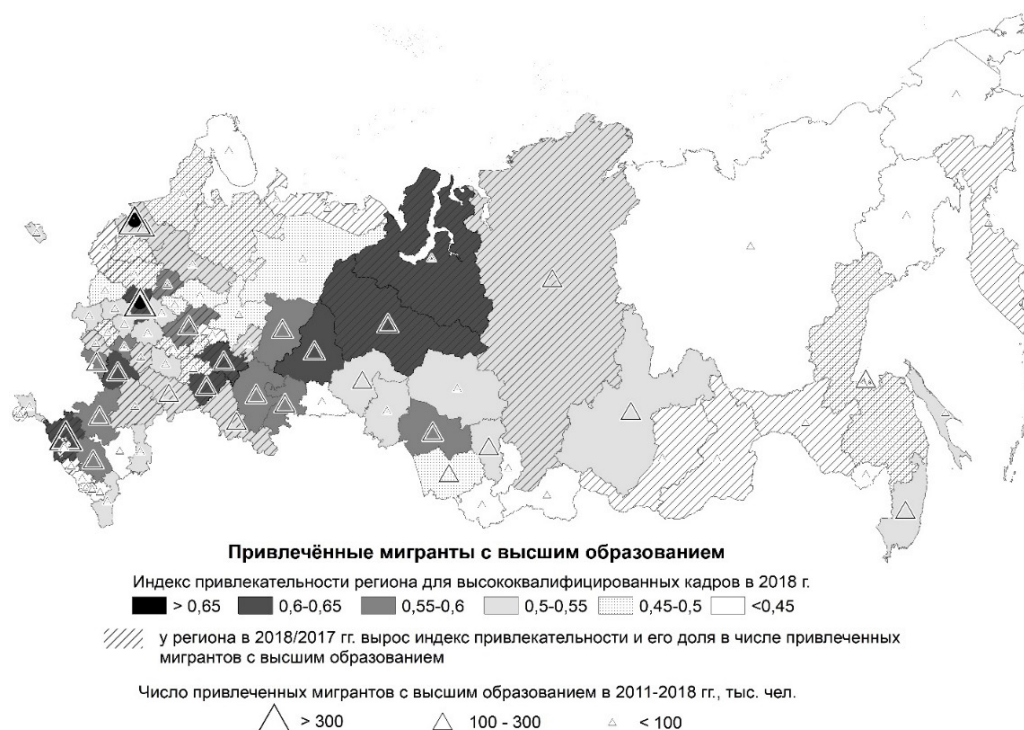 Привлечённые мигранты с высшим образованием
Индекс привлекательности региона для высококвалифицированных кадров в 2018 г.
> 0,65 0,6-0,65 0,55-0,6 0,5-0,55 0,45-0,5 <0,45
у региона в 2018/2017 гг. вырос индекс привлекательности и его доля в числе привлеченных
мигрантов с высшим образованием
Число привлеченных мигрантов с высшим образованием в 2011-2018 гг., тыс. чел.
> 300 100 - 300 < 100